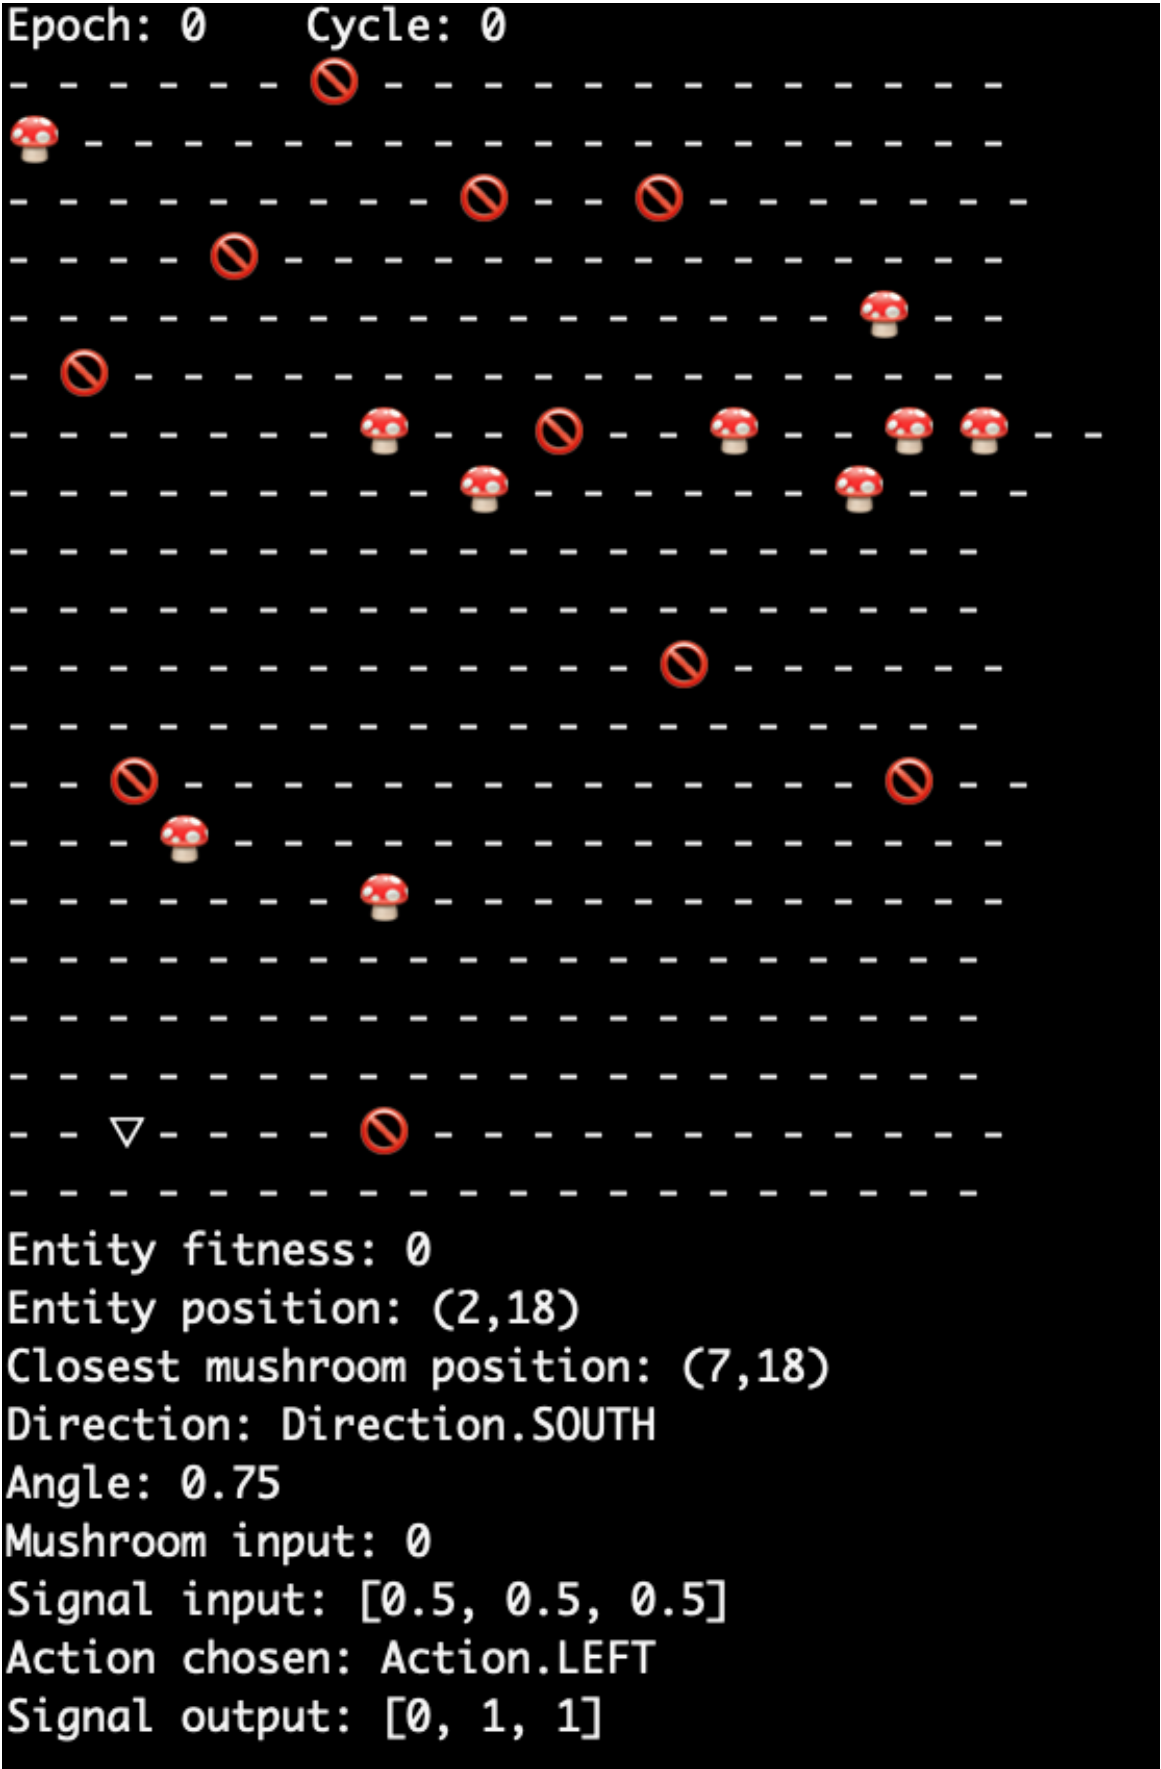 Epoch: 0    Cycle: 0
- - - - - - 🚫 - - - - - - - - - - - - -
🍄 - - - - - - - - - - - - - - - - - - -
- - - - - - - - - 🚫 - - 🚫 - - - - - - -
- - - - 🚫 - - - - - - - - - - - - - - -
- - - - - - - - - - - - - - - - - 🍄 - -
- 🚫 - - - - - - - - - - - - - - - - - -
- - - - - - - 🍄 - - 🚫 - - 🍄 - - 🍄 🍄 - -
- - - - - - - - - 🍄 - - - - - - 🍄 - - -
- - - - - - - - - - - - - - - - - - - -
- - - - - - - - - - - - - - - - - - - -
- - - - - - - - - - - - - 🚫 - - - - - -
- - - - - - - - - - - - - - - - - - - -
- - 🚫 - - - - - - - - - - - - - - 🚫 - -
- - - 🍄 - - - - - - - - - - - - - - - -
- - - - - - - 🍄 - - - - - - - - - - - -
- - - - - - - - - - - - - - - - - - - -
- - - - - - - - - - - - - - - - - - - -
- - - - - - - - - - - - - - - - - - - -
- - ▽ - - - - 🚫 - - - - - - - - - - - -
- - - - - - - - - - - - - - - - - - - -
Entity fitness: 0
Entity position: (2,18)
Closest mushroom position: (7,18)
Direction: Direction.SOUTH
Angle: 0.75
Mushroom input: 0
Signal input: [0.5, 0.5, 0.5]
Action chosen: Action.LEFT
Signal output: [0, 1, 1]